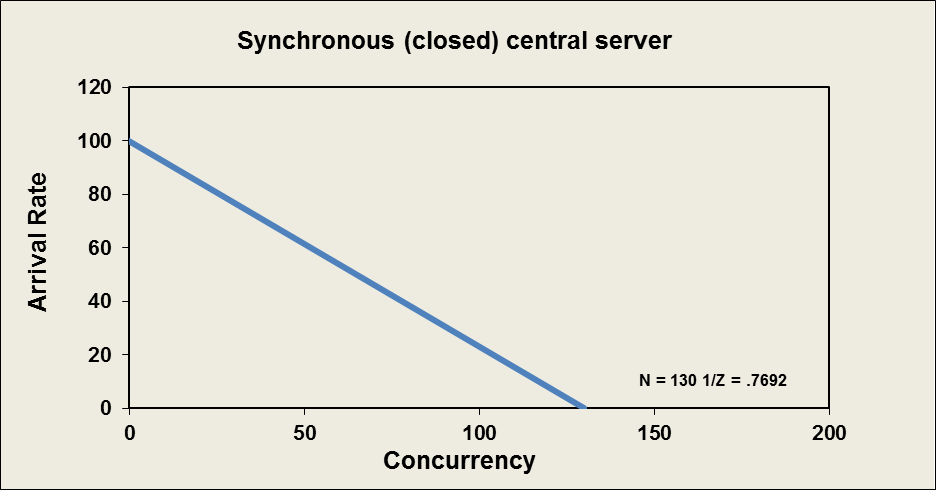 Synchronous (closed) central server
120
100
80
60
40
20
0
Arrival Rate
N = 130 1/Z = .7692
0 50 100 150 200
Concurrency